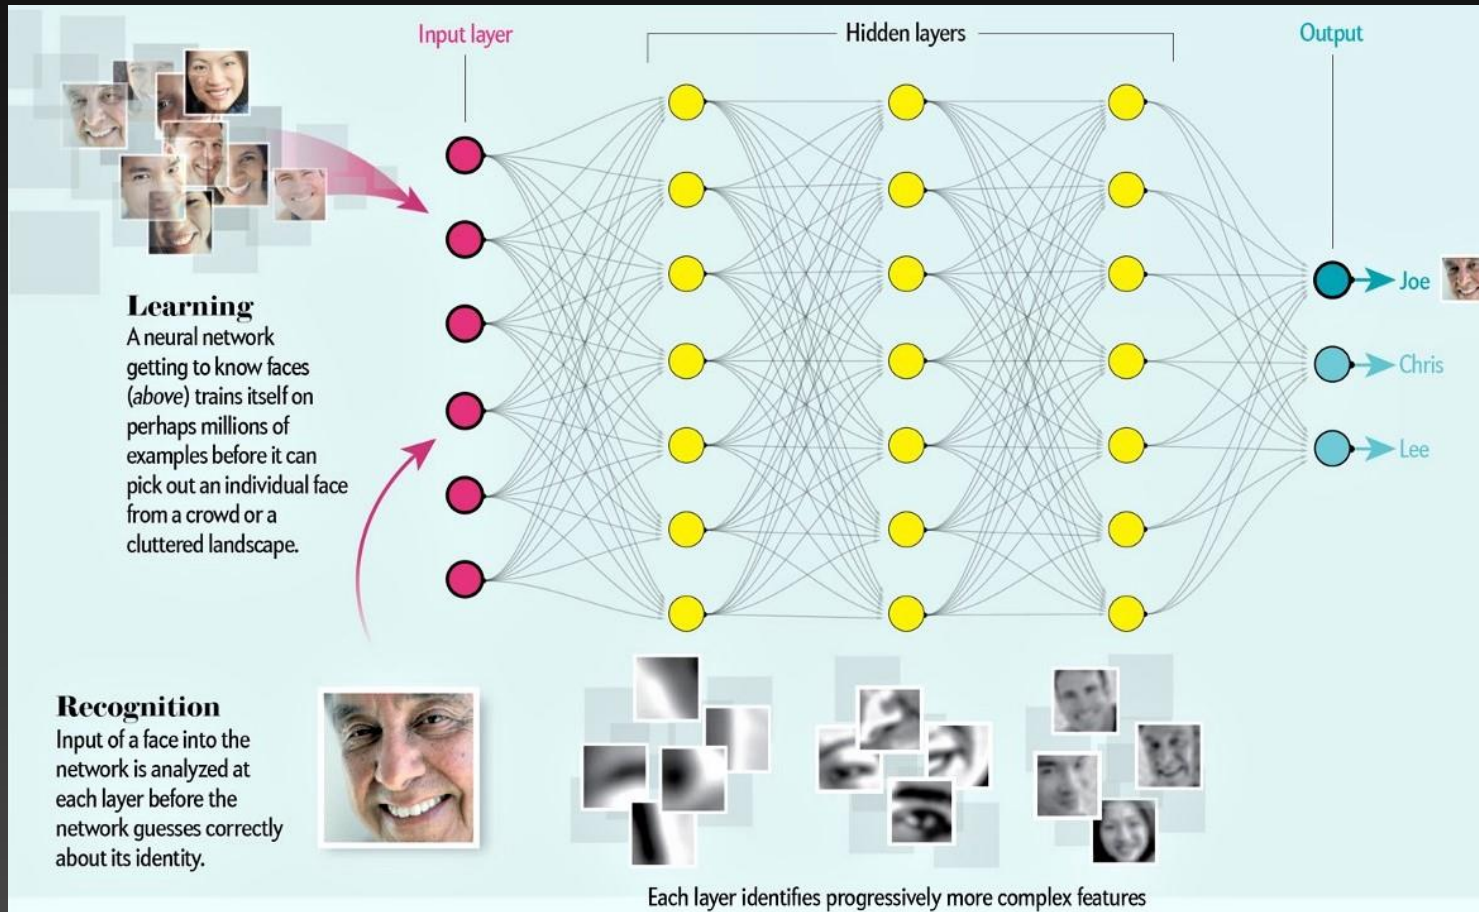 Input layer
Hidden layers
Output
Learning
A neural network
getting to know faces
(above) trains itself on
perhaps millions of
examples before it can
pick out an individual face
from a crowd or a
cluttered landscape.
Joe
Chris
Lee
Recognition
Input of a face into the
network is analyzed at
each layer before the
network guesses correctly
about its identity.
Each layer identifies progressively more complex features